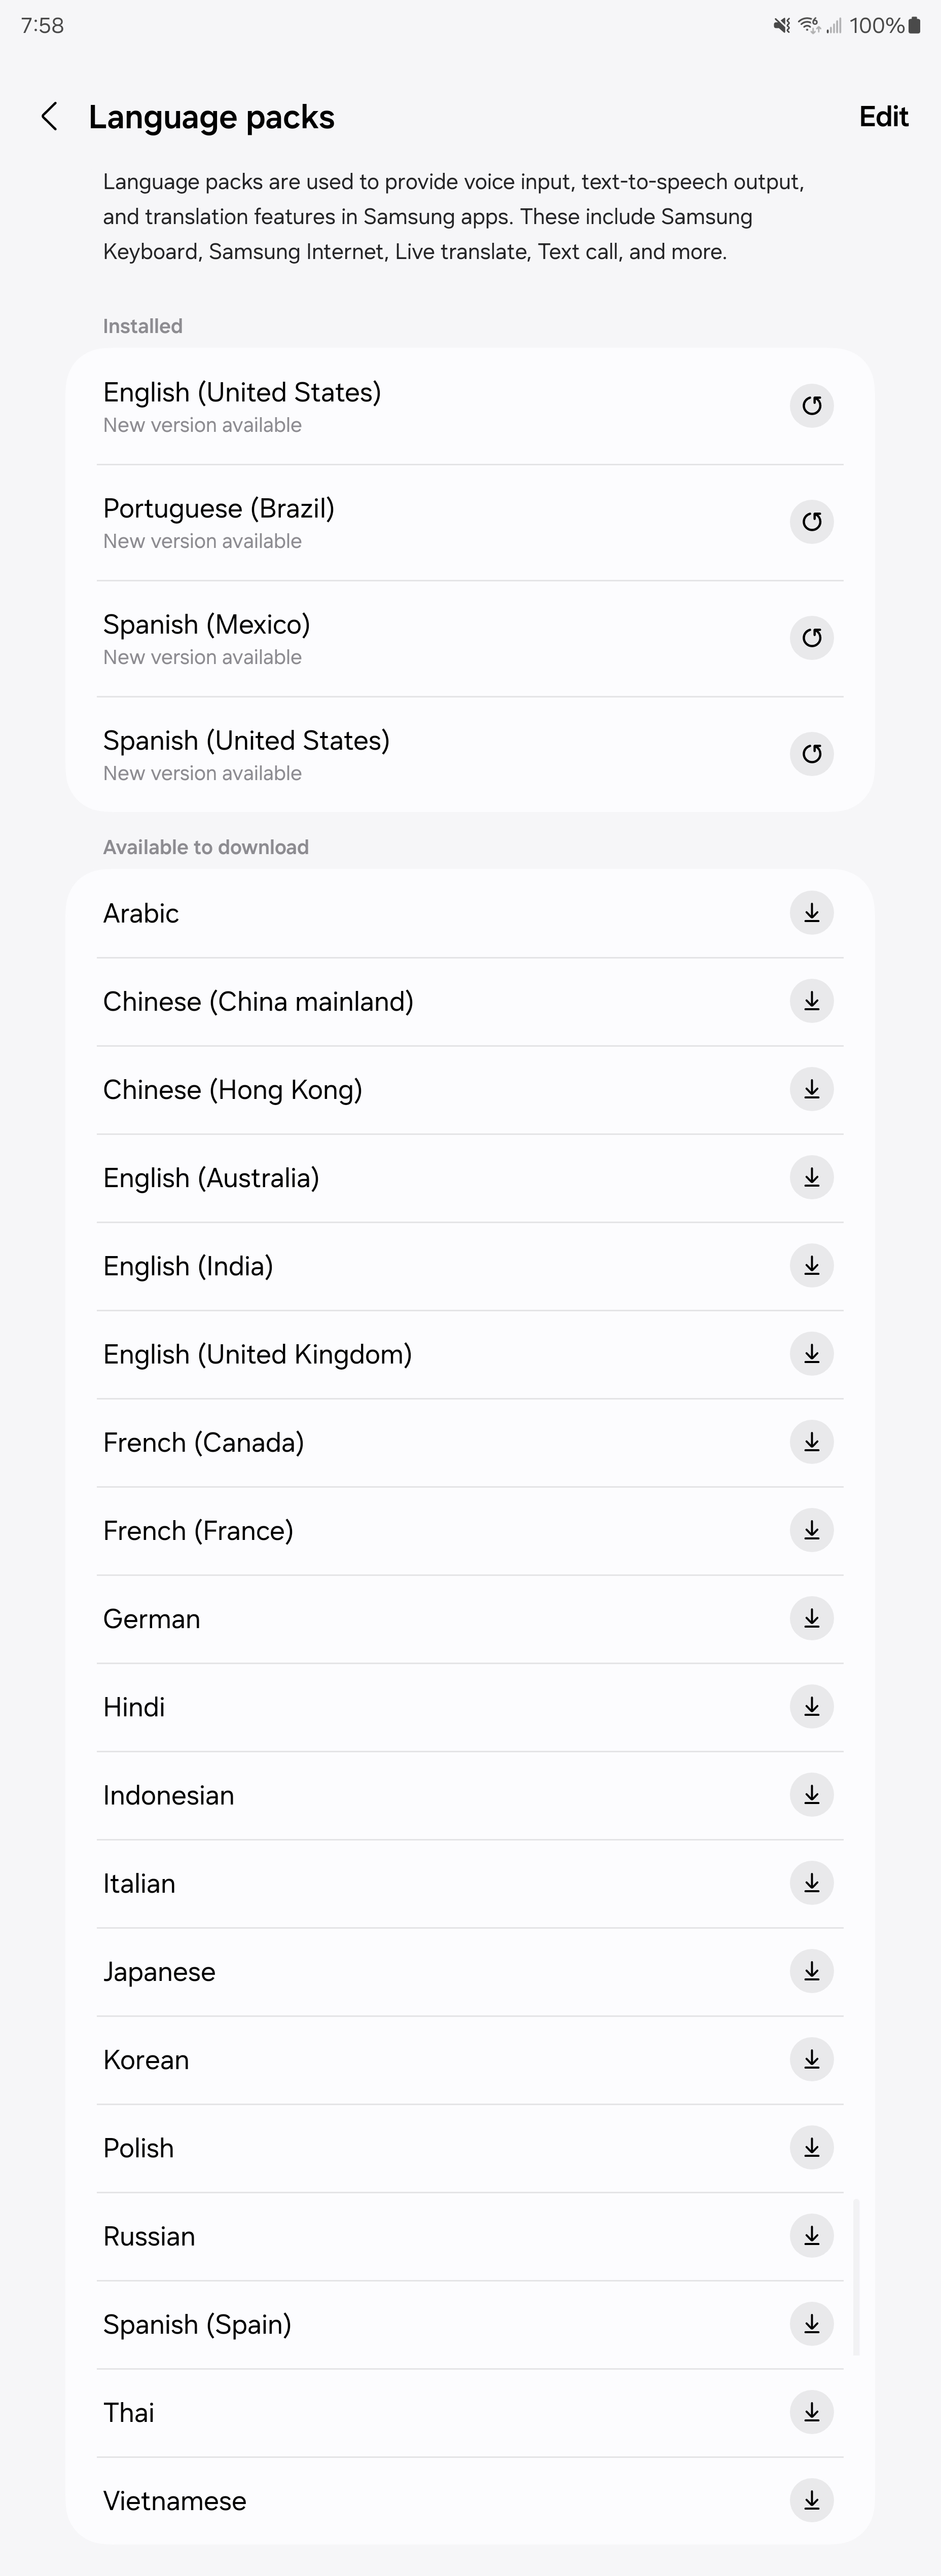 7:58
100%
Language packs
Edit
Language packs are used to provide voice input, text-to-speech output,
and translation features in Samsung apps. These include Samsung
Keyboard, Samsung Internet, Live translate, Text call, and more.
Installed
English (United States)
New version available
Portuguese (Brazil)
New version available
Spanish (Mexico)
New version available
Spanish (United States)
New version available
Available to download
Arabic
Chinese (China mainland)
Chinese (Hong Kong)
English (Australia)
English (India)
English (United Kingdom)
French (Canada)
French (France)
German
Hindi
Indonesian
Italian
Japanese
Korean
Polish
Russian
Spanish (Spain)
Thai
Vietnamese